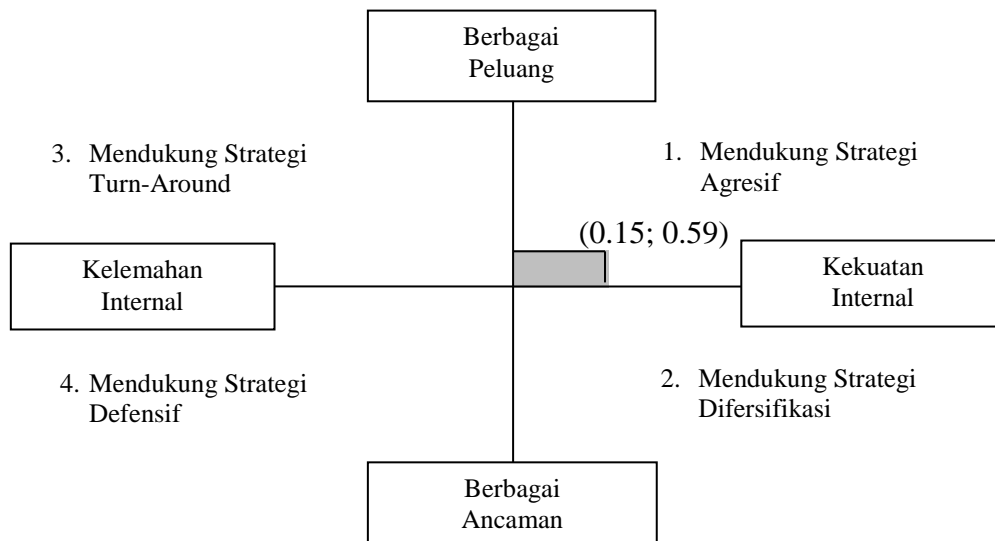 Berbagai
Peluang
3. Mendukung Strategi
Turn-Around
1. Mendukung Strategi
Agresif
(0.15; 0.59)
Kelemahan
Internal
Kekuatan
Internal
4. Mendukung Strategi
Defensif
2. Mendukung Strategi
Difersifikasi
Berbagai
Ancaman